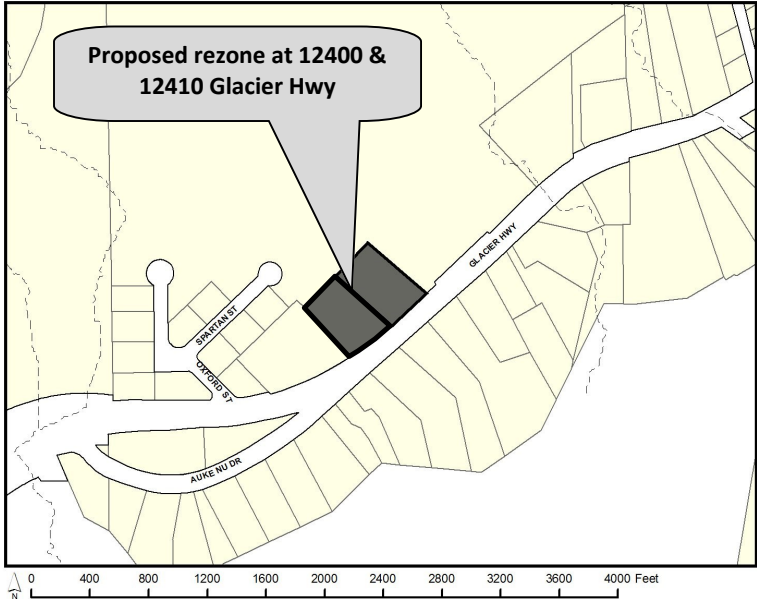 Proposed rezone at 12400 &
12410 Glacier Hwy
GLACIER HWY
SPARTAN ST
OXFORD ST
AUKE NU DR
N
0 400 800 1200 1600 2000 2400 2800 3200 3600 4000 Feet